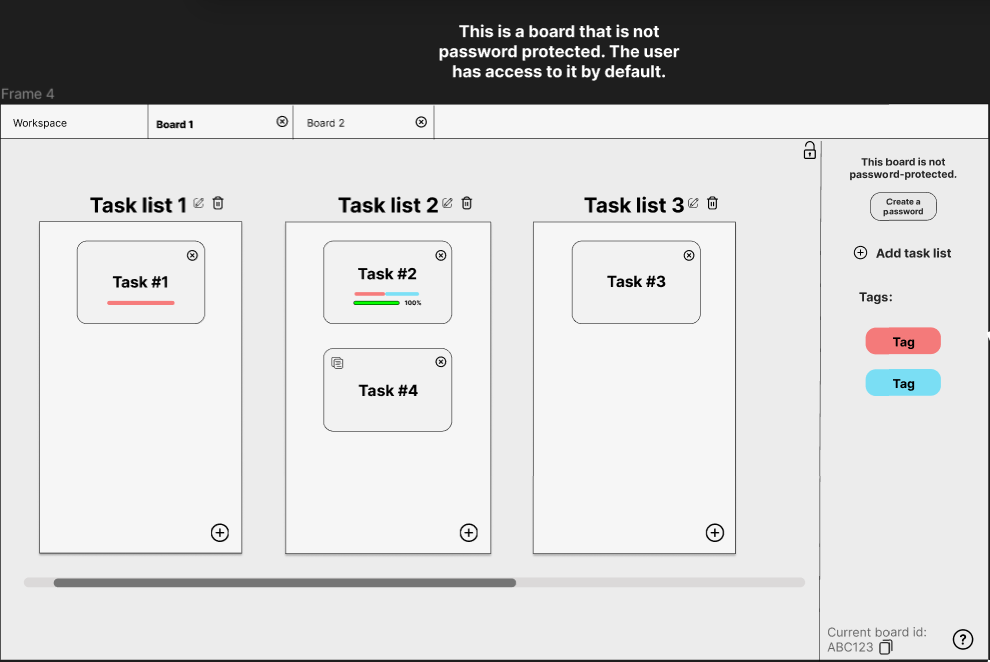 This is a board that is not
password protected. The user
has access to it by default.
Frame 4
Workspace
Board 1
Board 2
This board is not
password-protected.
Create a
password
Add task list
Tags:
Tag
Tag
Task list 1
Task list 2
Task list 3
Task #1
Task #2
100%
Task #3
Task #4
Current board id:
ABC123
?